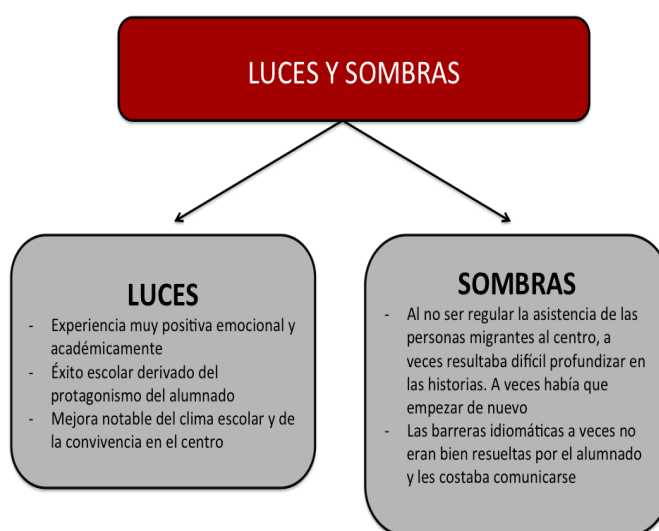 LUCES Y SOMBRAS
LUCES
- Experiencia muy positiva emocional y
académicamente
- Éxito escolar derivado del
protagonismo del alumnado
- Mejora notable del clima escolar y de
la convivencia en el centro
SOMBRAS
- Al no ser regular la asistencia de las
personas migrantes al centro, a
veces resultaba difícil profundizar en
las historias. A veces había que
empezar de nuevo
- Las barreras idiomáticas a veces no
eran bien resueltas por el alumnado
y les costaba comunicarse